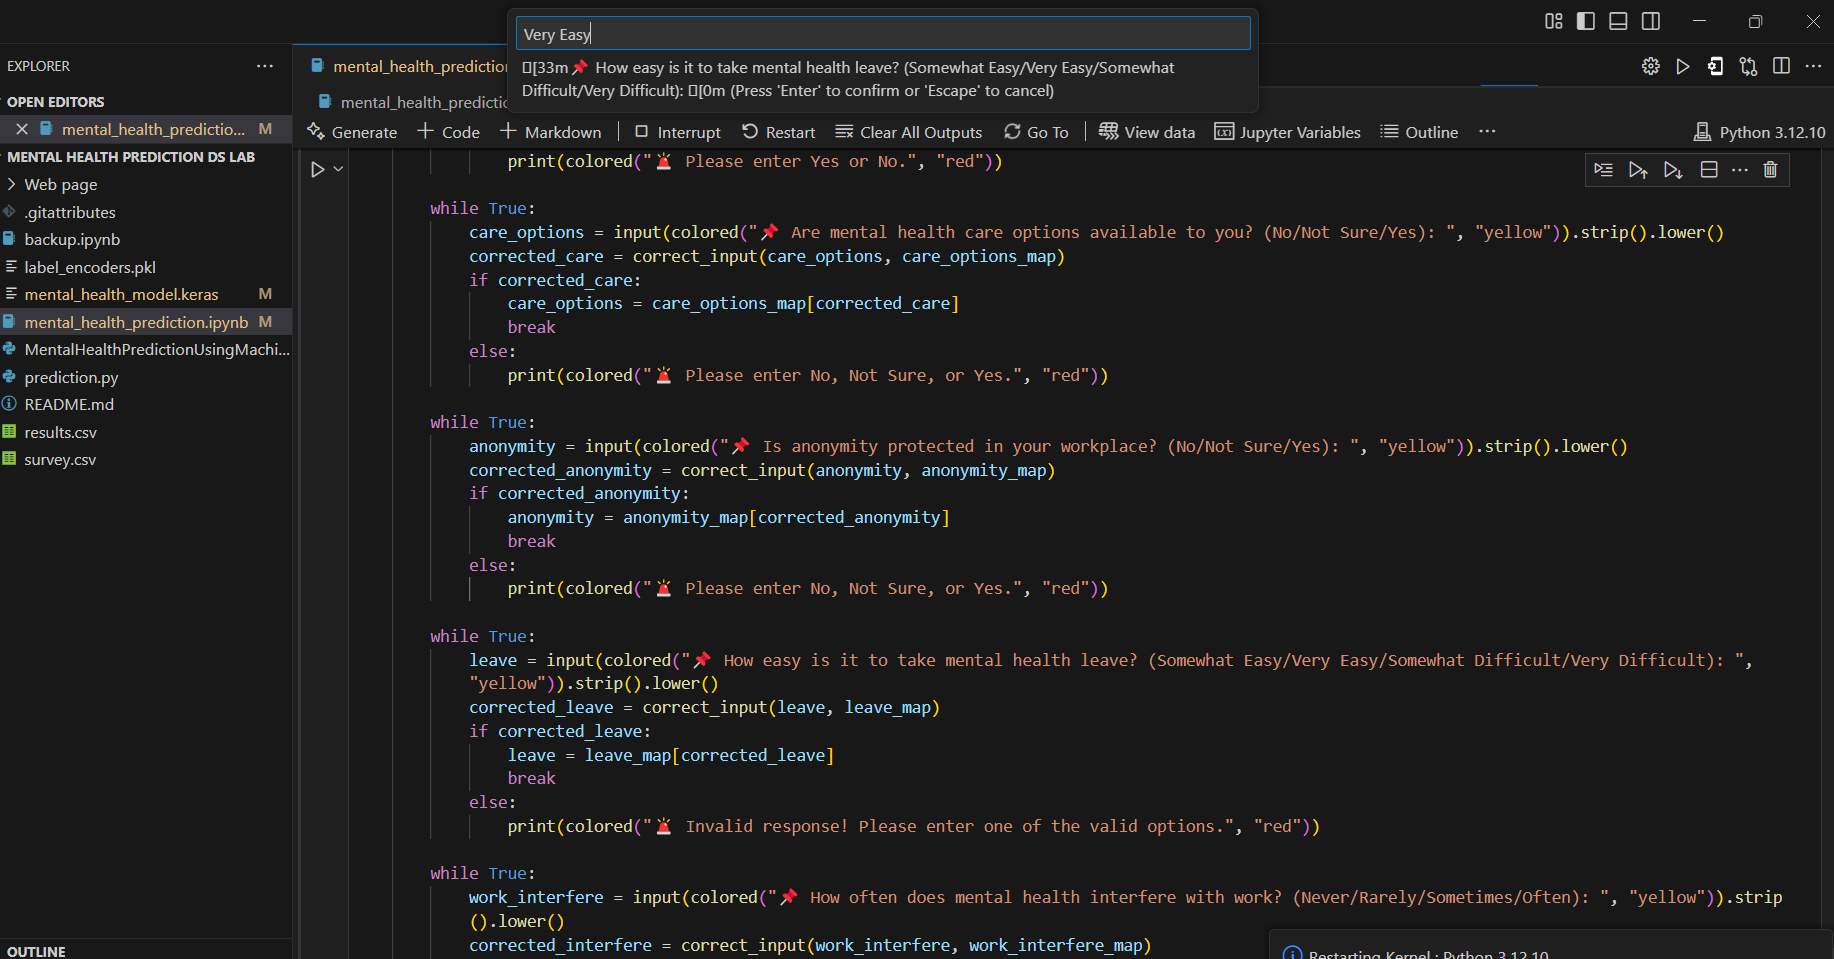 Very Easy
[33m📌 How easy is it to take mental health leave? (Somewhat Easy/Very Easy/Somewhat
Difficult/Very Difficult): [0m (Press 'Enter' to confirm or 'Escape' to cancel)
EXPLORER
OPEN EDITORS
mental_health_predictio... M
MENTAL HEALTH PREDICTION DS LAB
Web page
.gitattributes
backup.ipynb
label_encoders.pkl
mental_health_model.keras M
mental_health_prediction.ipynb M
MentalHealthPredictionUsingMachi...
prediction.py
README.md
results.csv
survey.csv
OUTLINE
mental_health_prediction
mental_health_predictic
Generate + Code + Markdown Interrupt Restart Clear All Outputs Go To View data Jupyter Variables Outline ... Python 3.12.10
print(colored("🚨 Please enter Yes or No.", "red"))
while True:
care_options = input(colored("📌 Are mental health care options available to you? (No/Not Sure/Yes): ", "yellow")).strip().lower()
corrected_care = correct_input(care_options, care_options_map)
if corrected_care:
care_options = care_options_map[corrected_care]
break
else:
print(colored("🚨 Please enter No, Not Sure, or Yes.", "red"))
while True:
anonymity = input(colored("📌 Is anonymity protected in your workplace? (No/Not Sure/Yes): ", "yellow")).strip().lower()
corrected_anonymity = correct_input(anonymity, anonymity_map)
if corrected_anonymity:
anonymity = anonymity_map[corrected_anonymity]
break
else:
print(colored("🚨 Please enter No, Not Sure, or Yes.", "red"))
while True:
leave = input(colored("📌 How easy is it to take mental health leave? (Somewhat Easy/Very Easy/Somewhat Difficult/Very Difficult): ",
"yellow")).strip().lower()
corrected_leave = correct_input(leave, leave_map)
if corrected_leave:
leave = leave_map[corrected_leave]
break
else:
print(colored("🚨 Invalid response! Please enter one of the valid options.", "red"))
while True:
work_interfere = input(colored("📌 How often does mental health interfere with work? (Never/Rarely/Sometimes/Often): ", "yellow")).strip
().lower()
corrected_interfere = correct_input(work_interfere, work_interfere_map)
Restarting Kernel : Python 3.12.10